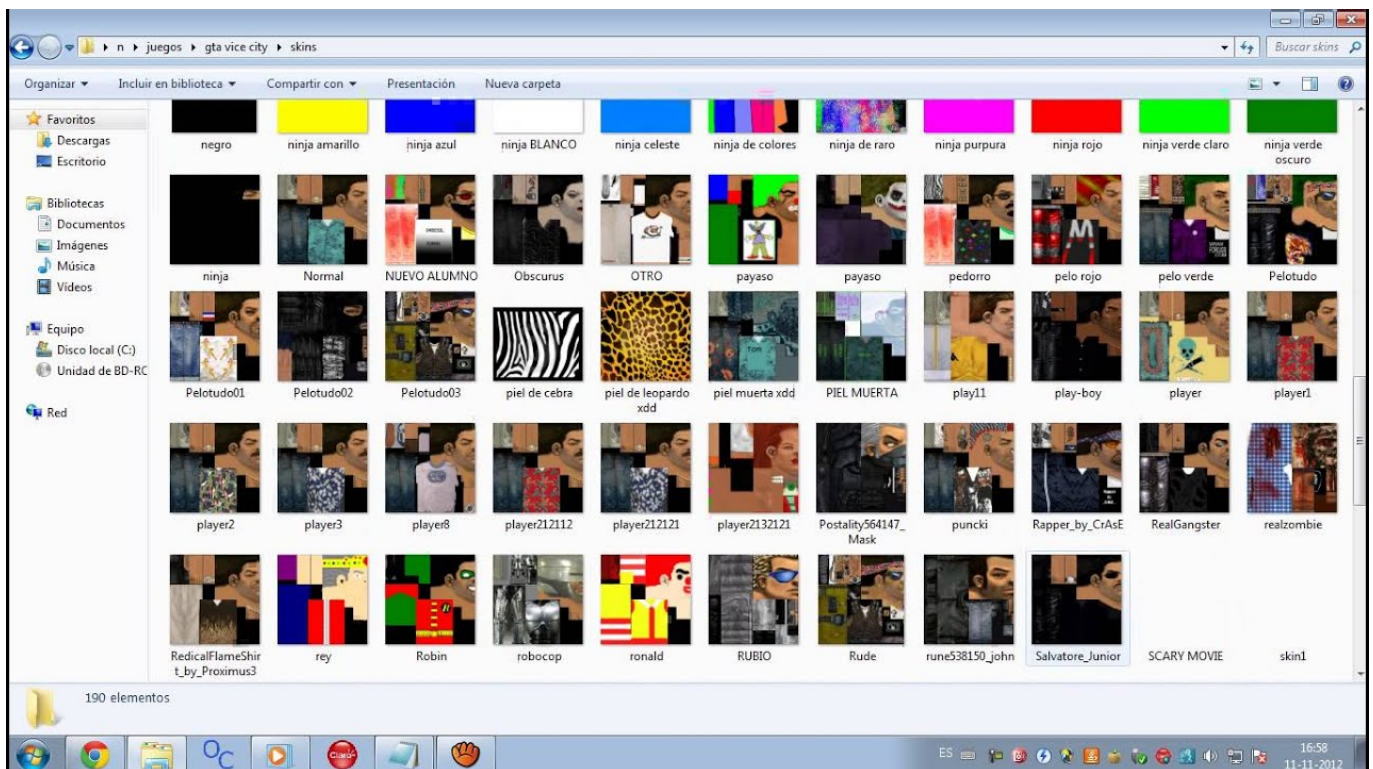 n ▸ juegos ▸ gta vice city ▸ skins
Buscar skins
Organizar Incluir en biblioteca Compartir con Presentación Nueva carpeta
Favoritos
Descargas
Escritorio
Bibliotecas
Documentos
Imágenes
Música
Vídeos
Equipo
Disco local (C:)
Unidad de BD-RC
Red
negro ninja amarillo ninja azul ninja BLANCO ninja celeste ninja de colores ninja de raro ninja purpura ninja rojo ninja verde claro ninja verde
oscuro
ninja Normal NUEVO ALUMNO Obscurus OTRO payaso payaso pedorro pelo rojo pelo verde Pelotudo
Pelotudo01 Pelotudo02 Pelotudo03 piel de cebra piel de leopardo piel muerta xdd PIEL MUERTA play11 play-boy player player1
xdd
player2 player3 player8 player212112 player212121 player2132121 Postality564147_ puncki Rapper_by_CrAsE RealGangster realzombie
Mask
RedicalFlameShir rey Robin robocop ronald RUBIO Rude rune538150_john Salvatore_Junior SCARY MOVIE skin1
t_by_Proximus3
190 elementos
Claro
ES
16:58
11-11-2012